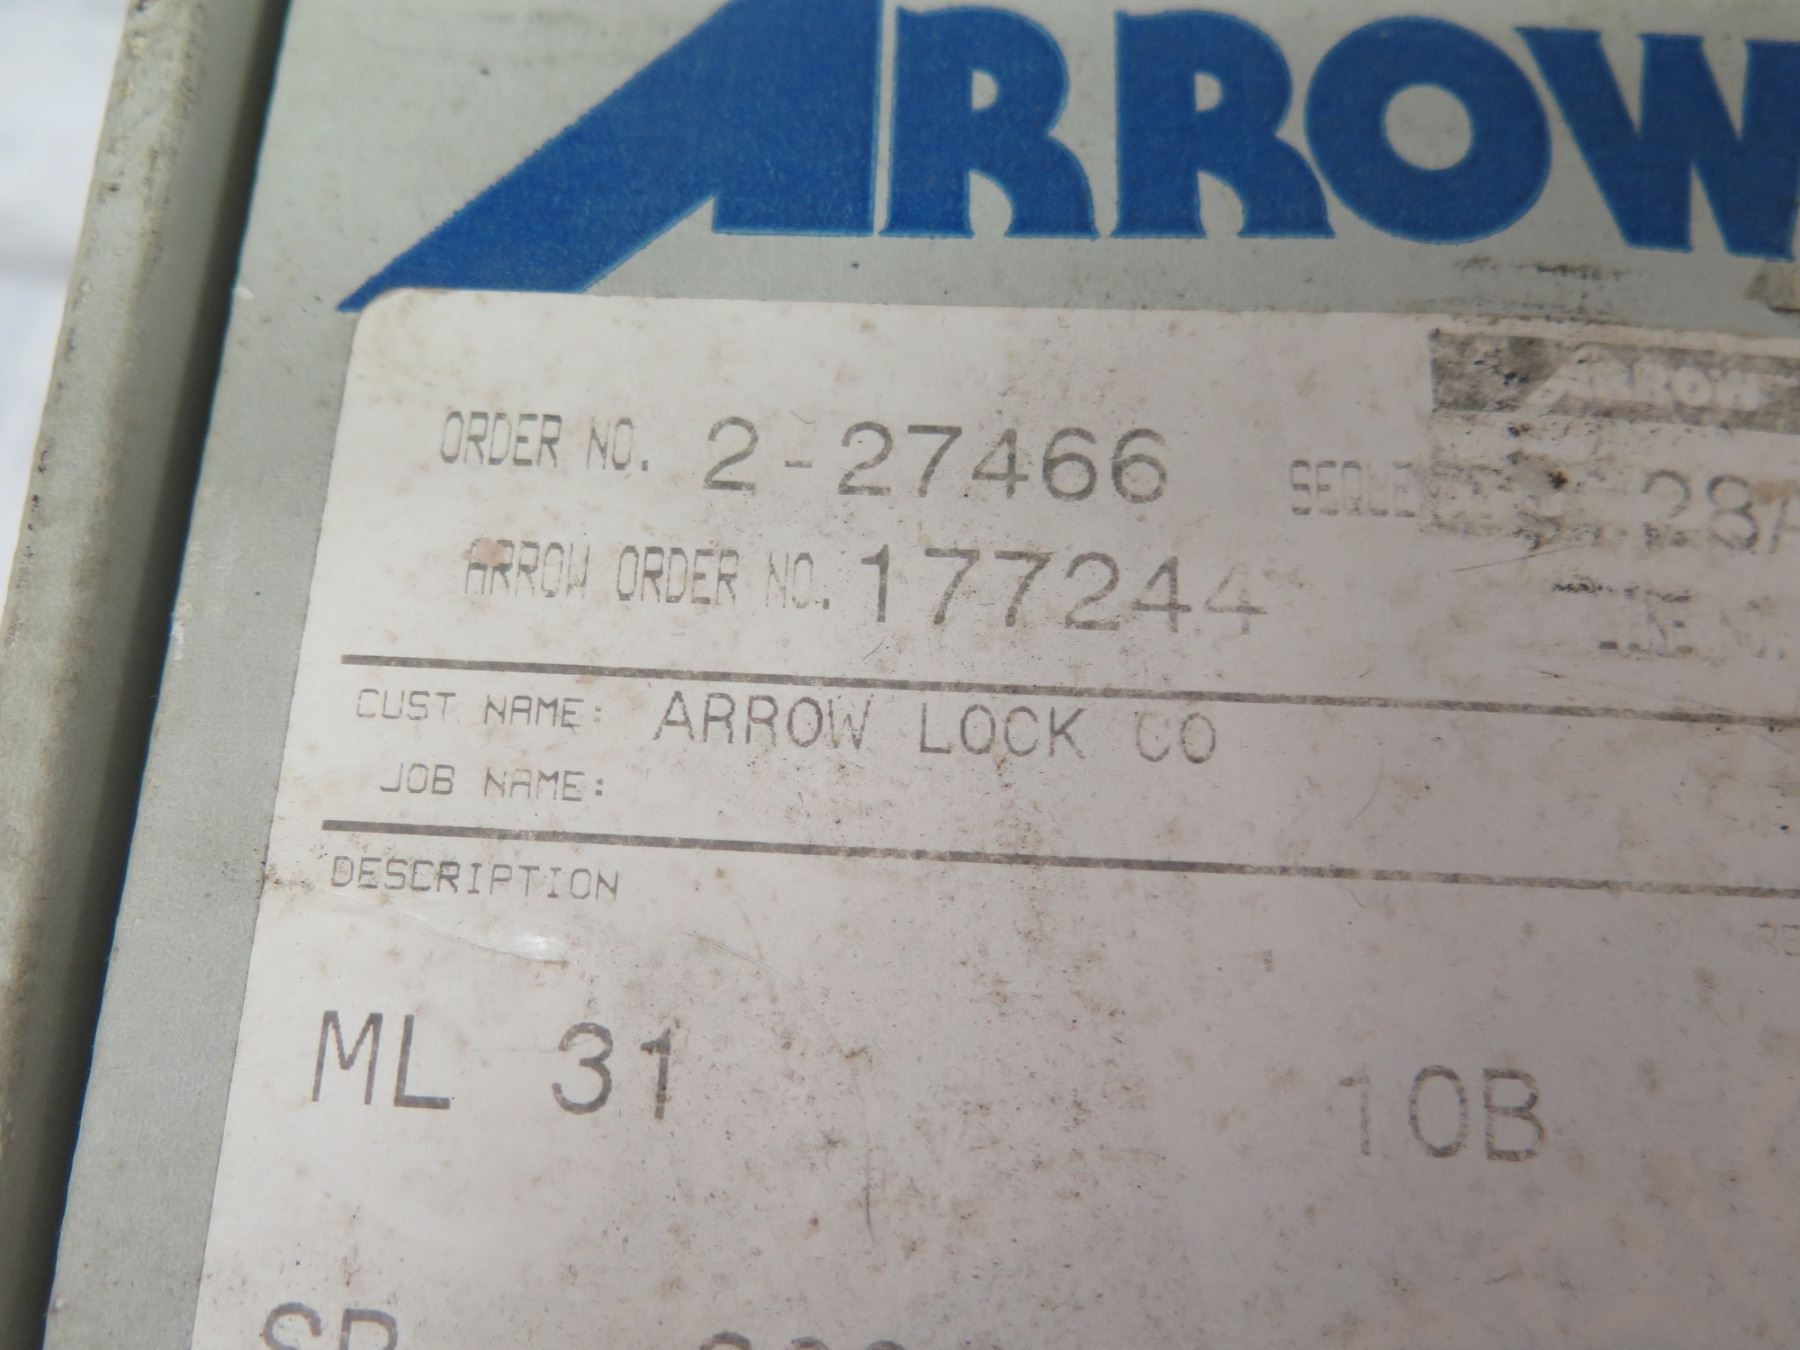 ARROW
ARROW
ORDER NO. 2-27466
ARROW ORDER NO. 177244
CUST NAME: ARROW LOCK CO
JOB NAME:
DESCRIPTION
ML 31 10B